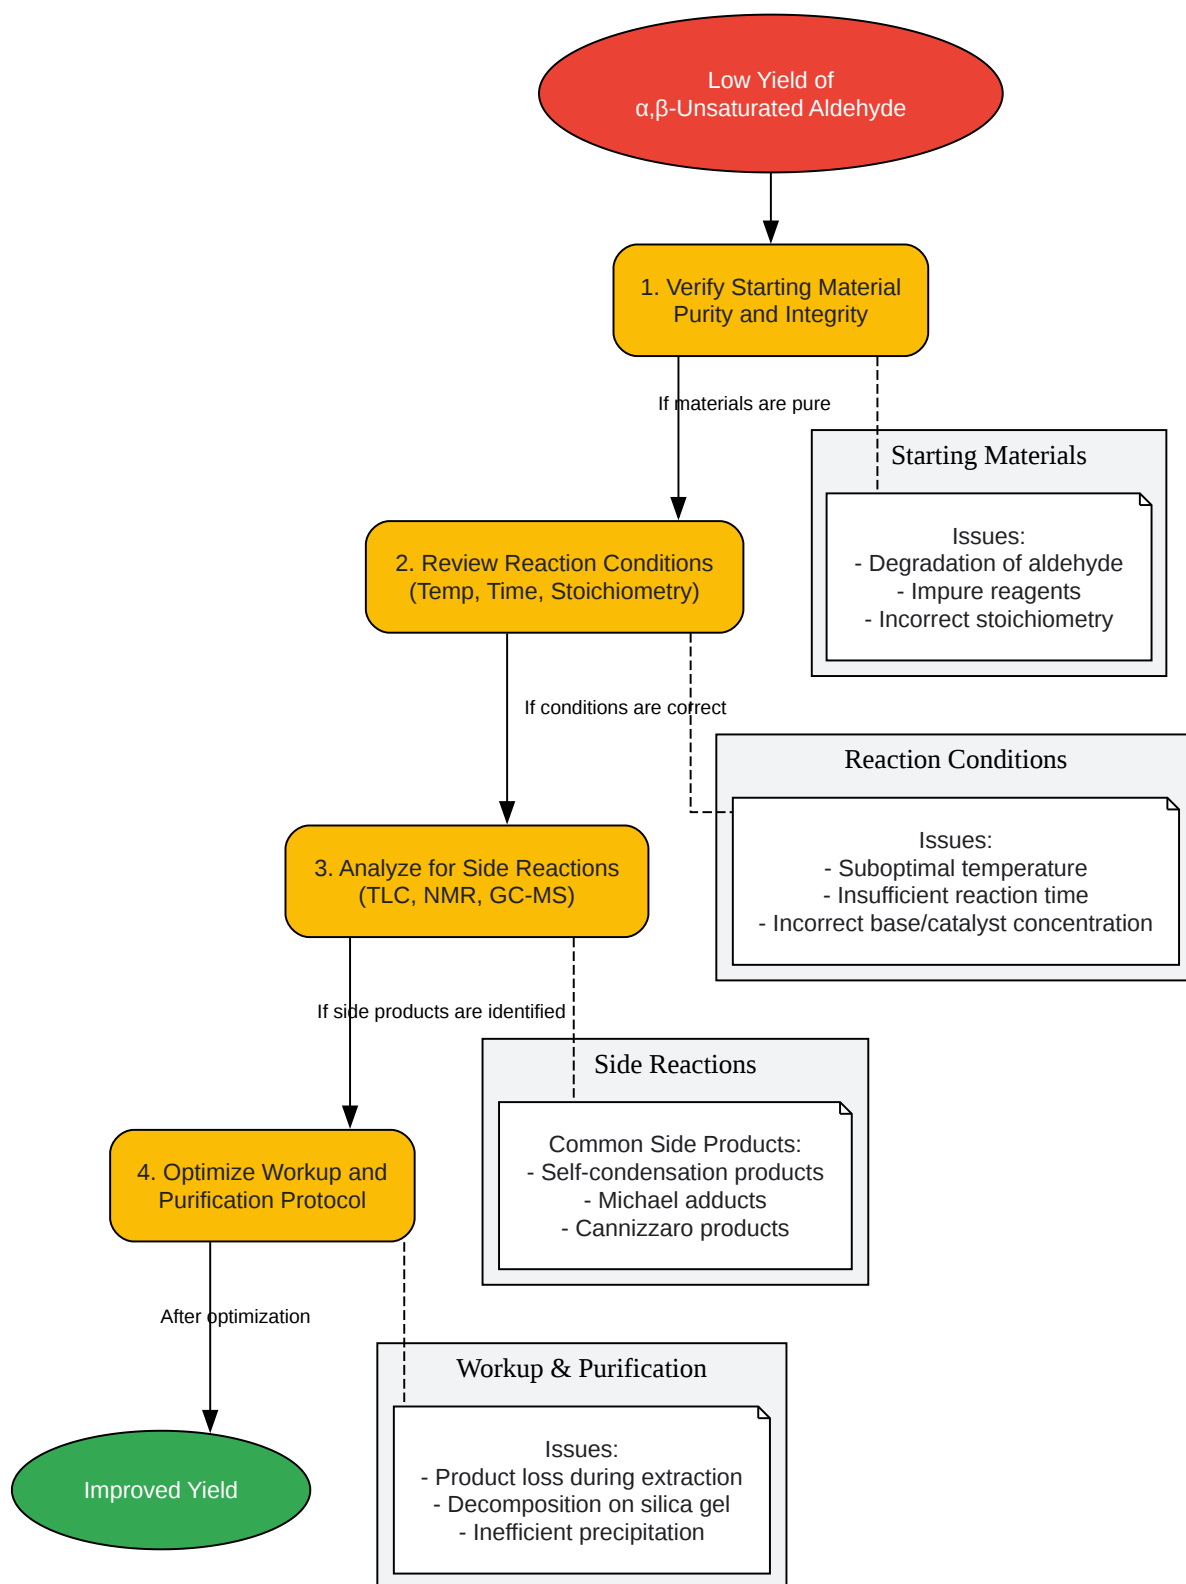 Low Yield of
α,β-Unsaturated Aldehyde
1. Verify Starting Material
Purity and Integrity
If materials are pure
Starting Materials
Issues:
- Degradation of aldehyde
- Impure reagents
- Incorrect stoichiometry
2. Review Reaction Conditions
(Temp, Time, Stoichiometry)
If conditions are correct
Reaction Conditions
Issues:
- Suboptimal temperature
- Insufficient reaction time
- Incorrect base/catalyst concentration
3. Analyze for Side Reactions
(TLC, NMR, GC-MS)
If side products are identified
Side Reactions
Common Side Products:
- Self-condensation products
- Michael adducts
- Cannizzaro products
4. Optimize Workup and
Purification Protocol
After optimization
Workup & Purification
Issues:
- Product loss during extraction
- Decomposition on silica gel
- Inefficient precipitation
Improved Yield